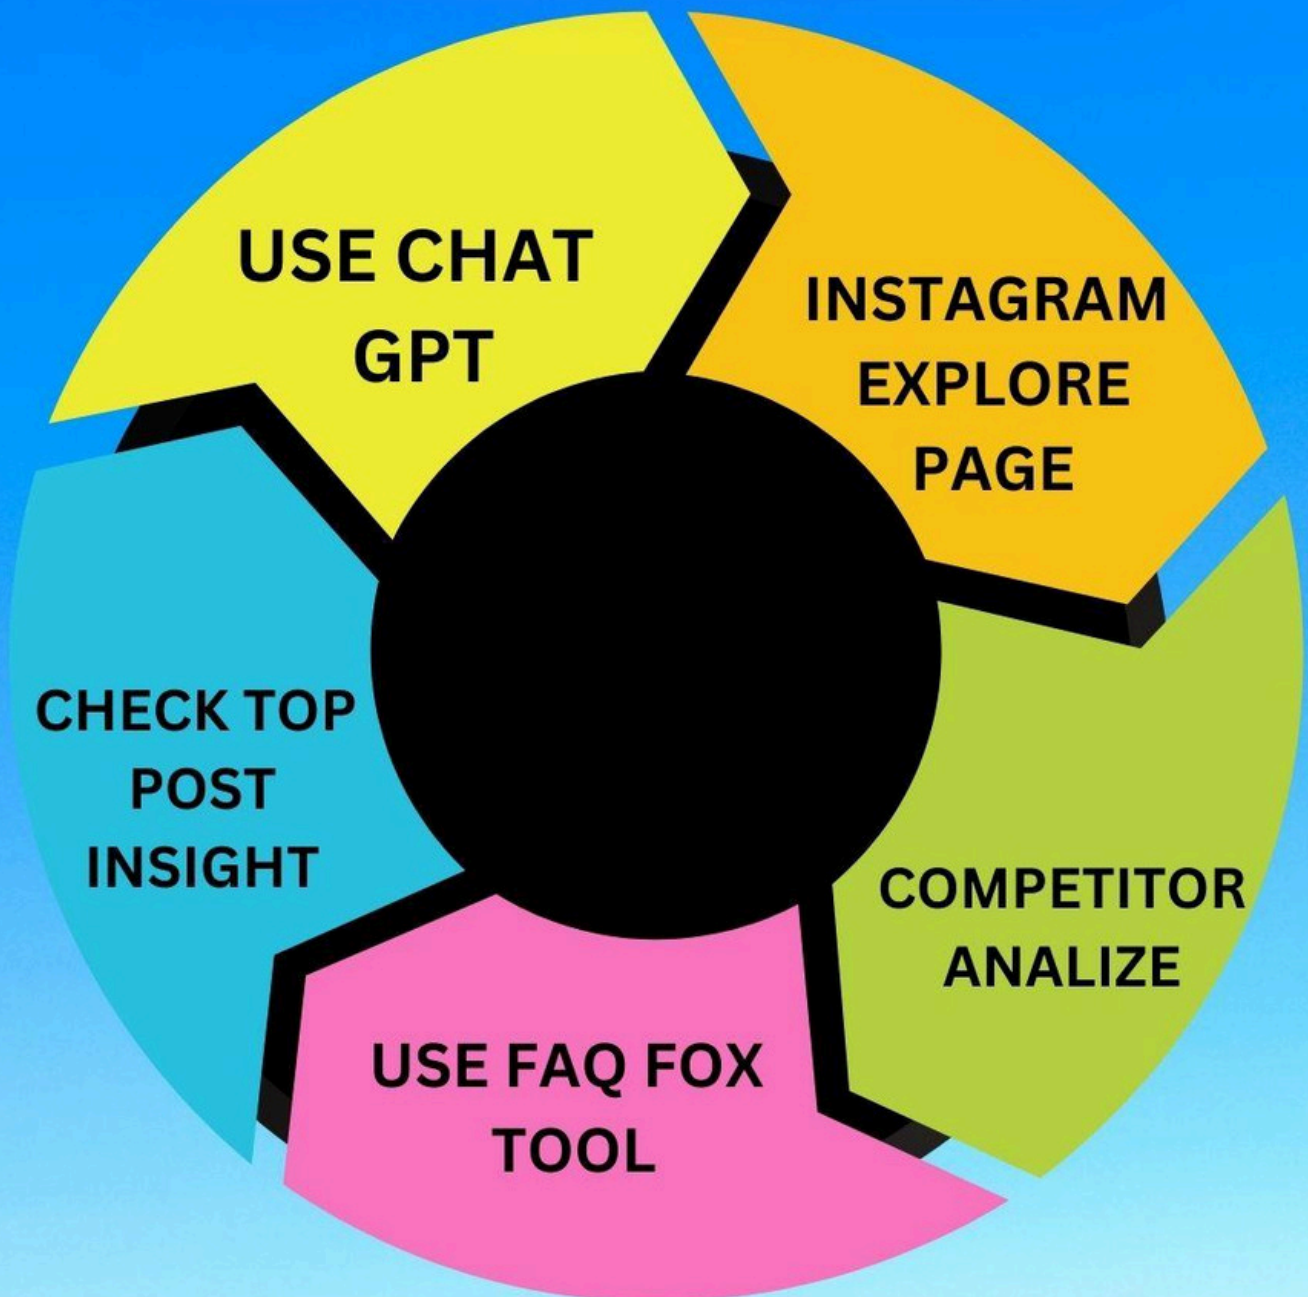 USE CHAT
GPT
INSTAGRAM
EXPLORE
PAGE
COMPETITOR
ANALIZE
USE FAQ FOX
TOOL
CHECK TOP
POST
INSIGHT